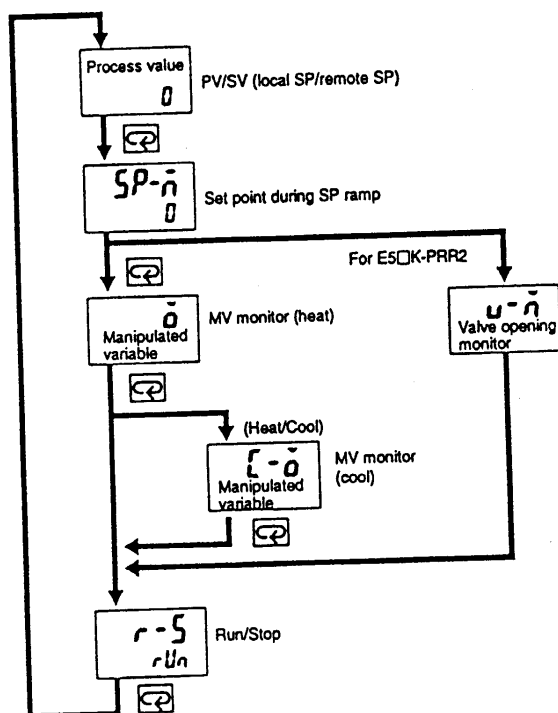 Process value
0
PV/SV (local SP/remote SP)
SP-m
0
Set point during SP ramp
For E5□K-PRR2
o
Manipulated
variable
MV monitor (heat)
u-m
Valve opening
monitor
(Heat/Cool)
C-o
Manipulated
variable
MV monitor
(cool)
r-S
rUn
Run/Stop